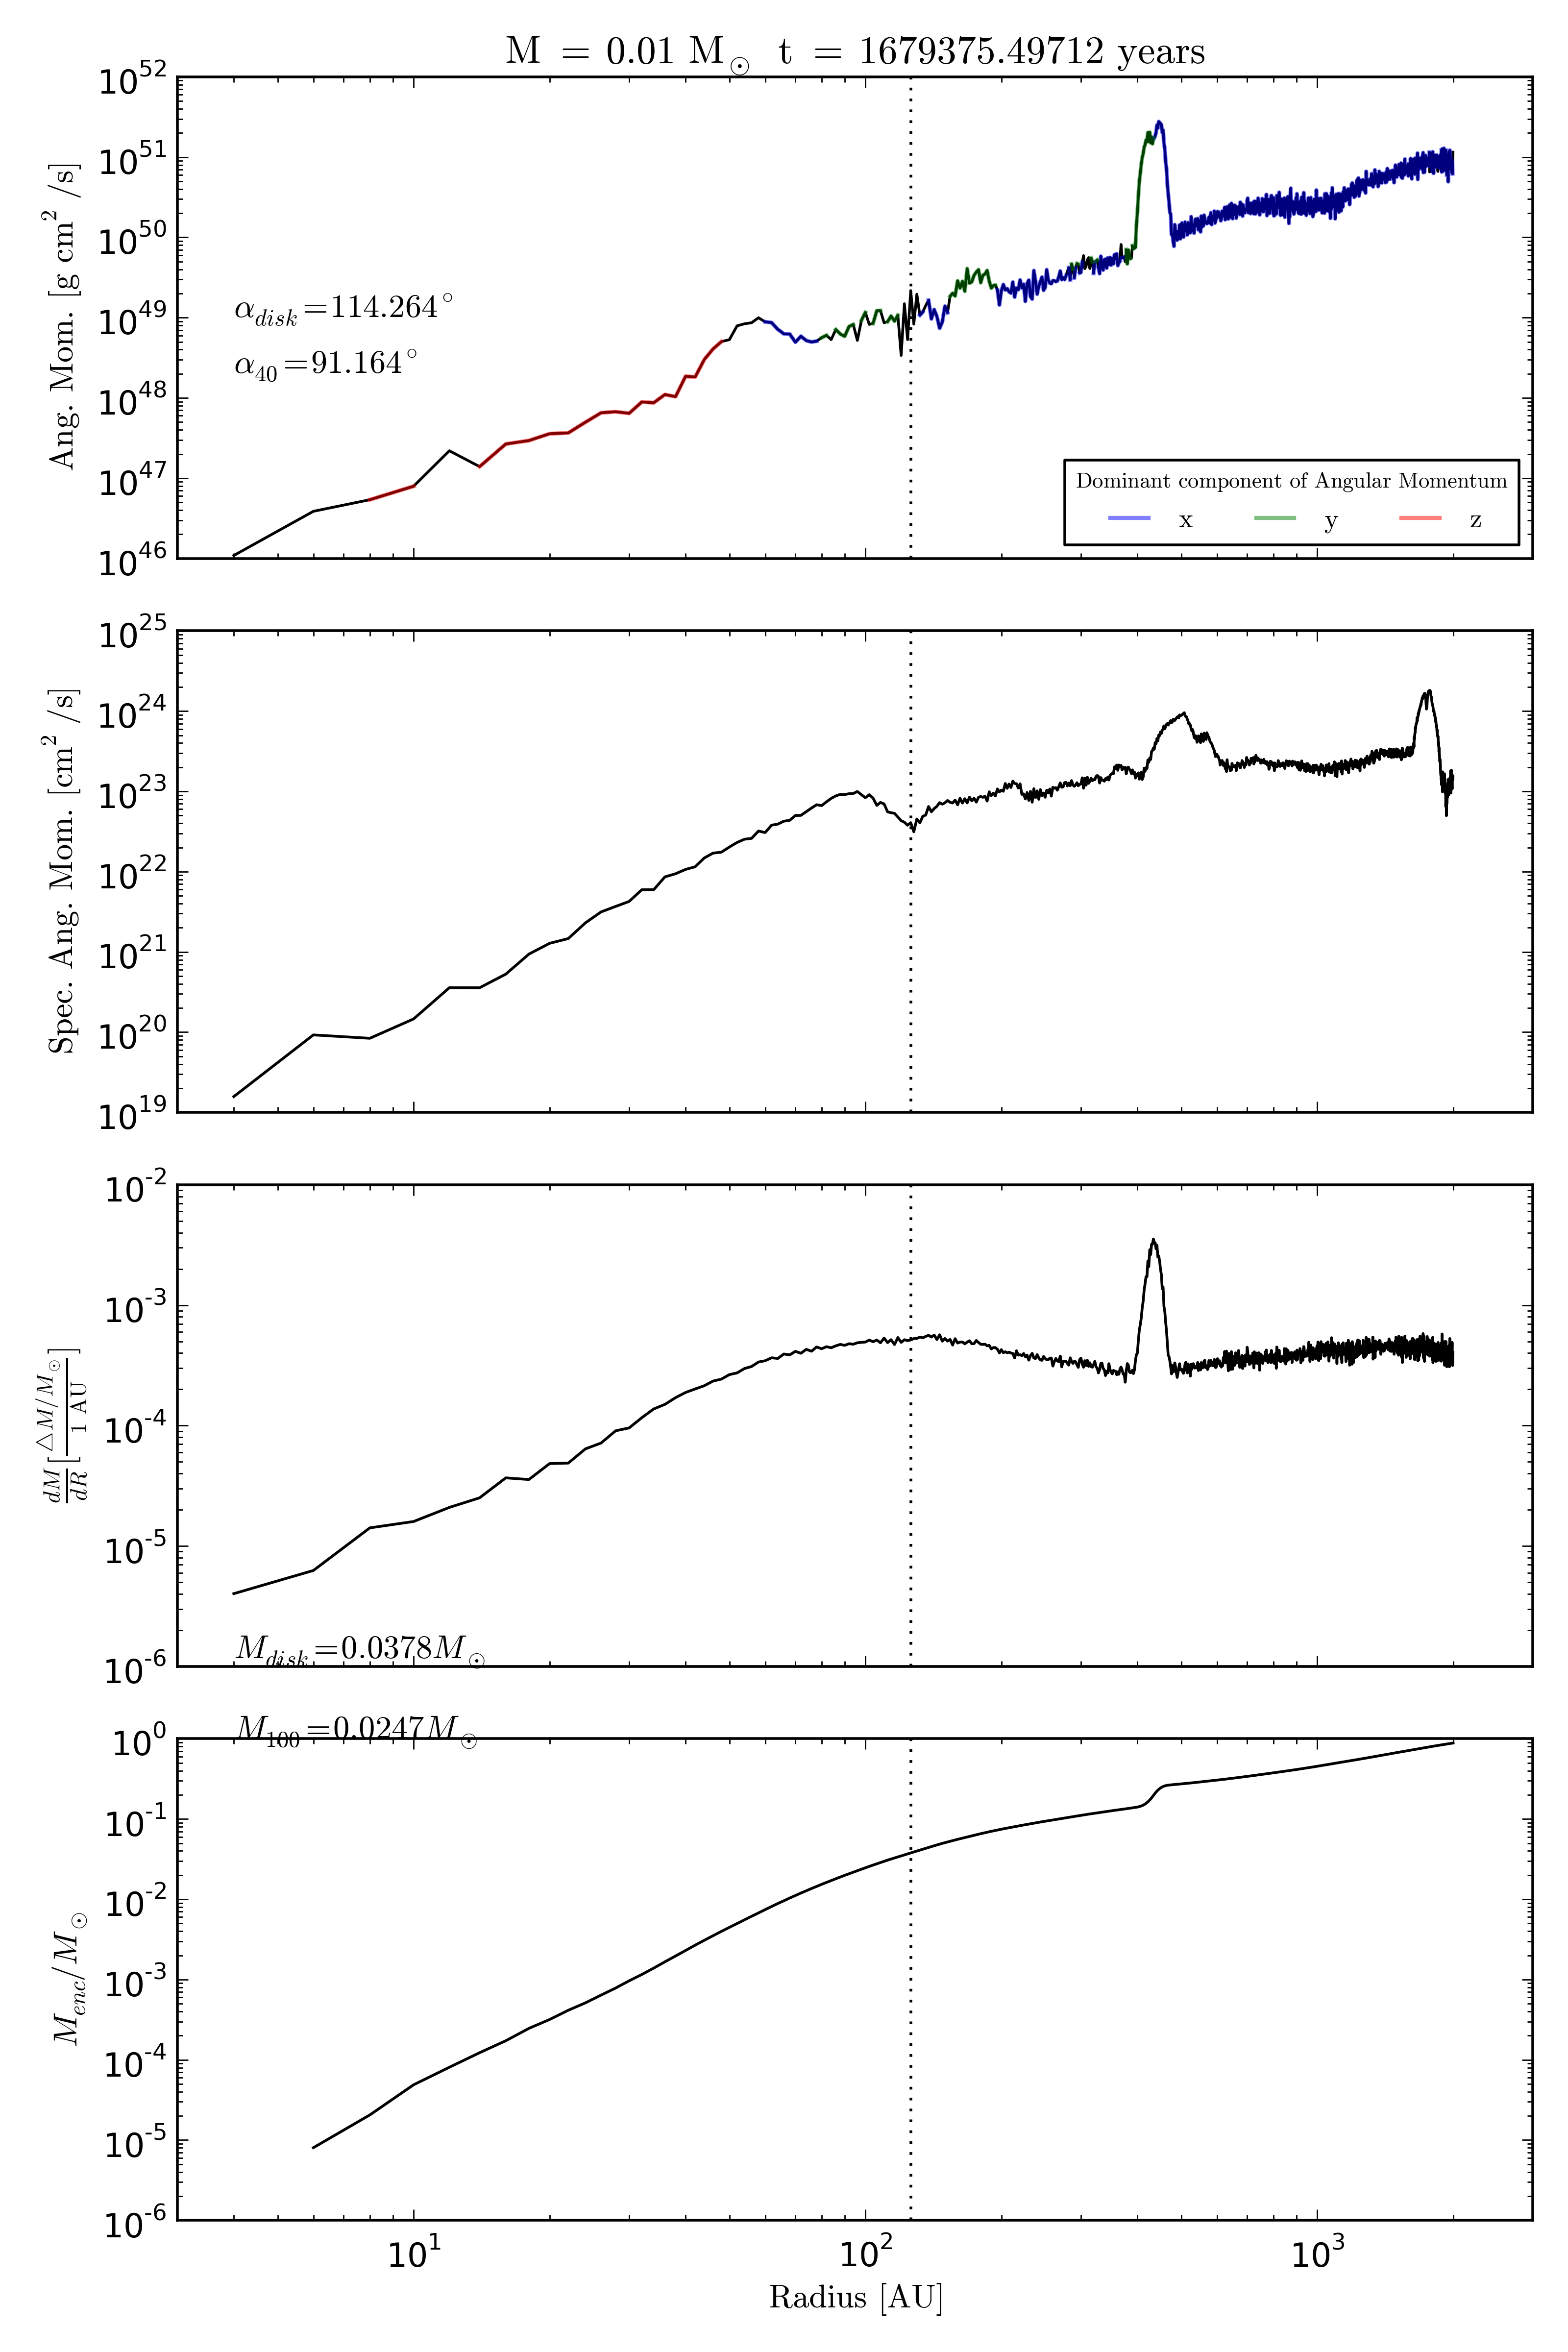 M = 0.01 M⊙ t = 1679375.49712 years
10^52
10^51
10^50
10^49
10^48
10^47
10^46
Ang. Mom. [g cm^2 /s]
α_disk=114.264°
α_40=91.164°
Dominant component of Angular Momentum
x y z
10^25
10^24
10^23
10^22
10^21
10^20
10^19
Spec. Ang. Mom. [cm^2 /s]
10^-2
10^-3
10^-4
10^-5
10^-6
dM/dR [△M/M⊙ / 1 AU]
M_disk=0.0378M⊙
M_100=0.0247M⊙
10^0
10^-1
10^-2
10^-3
10^-4
10^-5
10^-6
M_enc/M⊙
10^1 10^2 10^3
Radius [AU]